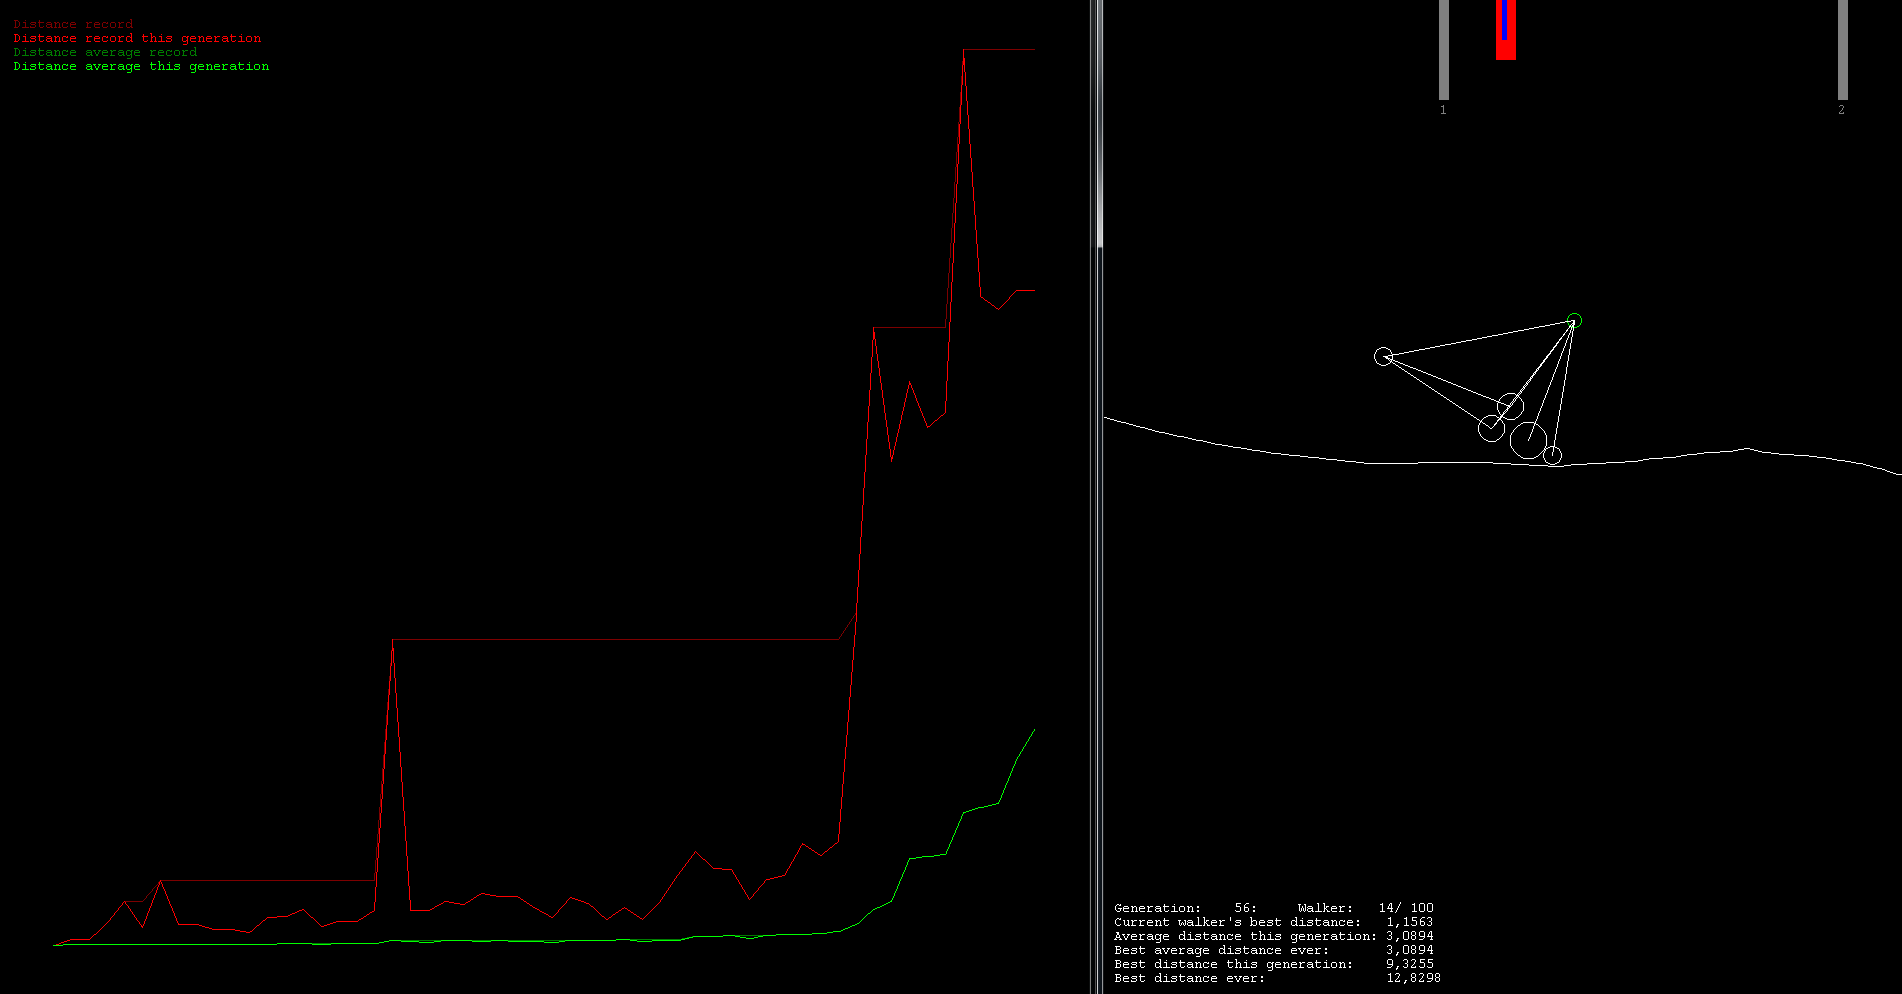 Distance record
Distance record this generation
Distance average record
Distance average this generation
1
2
Generation: 56: Walker: 14/ 100
Current walker's best distance: 1,1563
Average distance this generation: 3,0894
Best average distance ever: 3,0894
Best distance this generation: 9,3255
Best distance ever: 12,8298